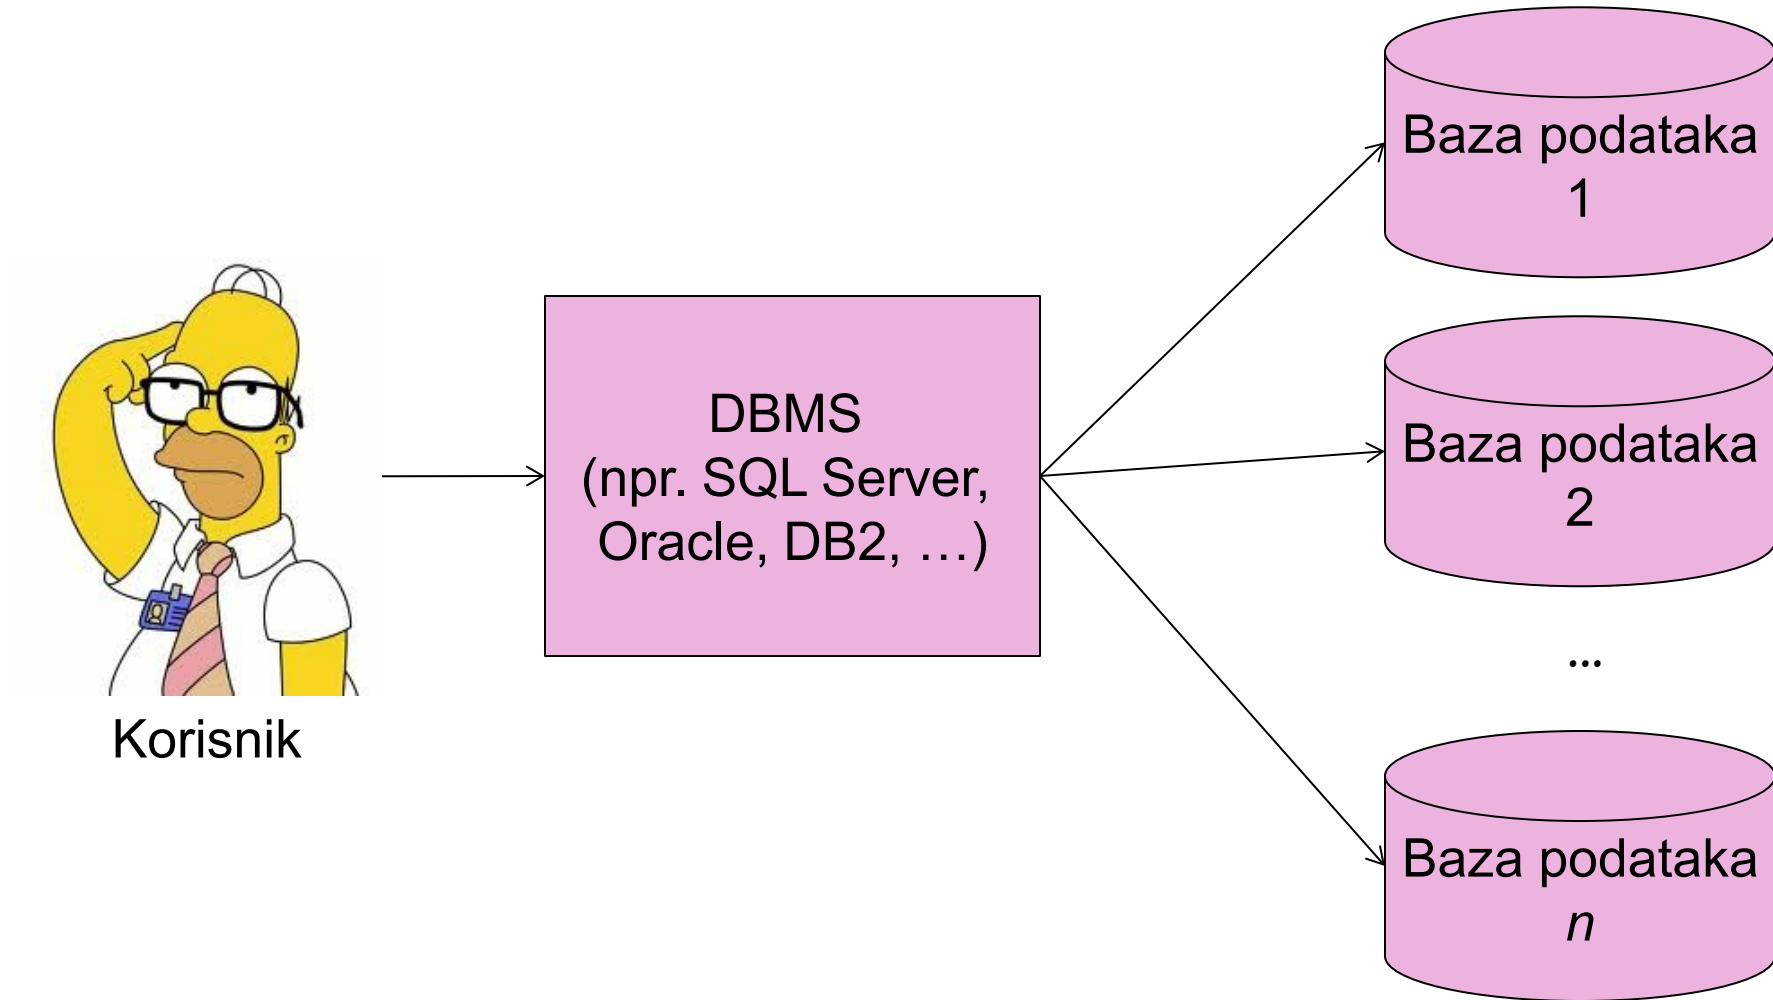 Korisnik
DBMS
(npr. SQL Server,
Oracle, DB2, …)
Baza podataka
1
Baza podataka
2
...
Baza podataka
n